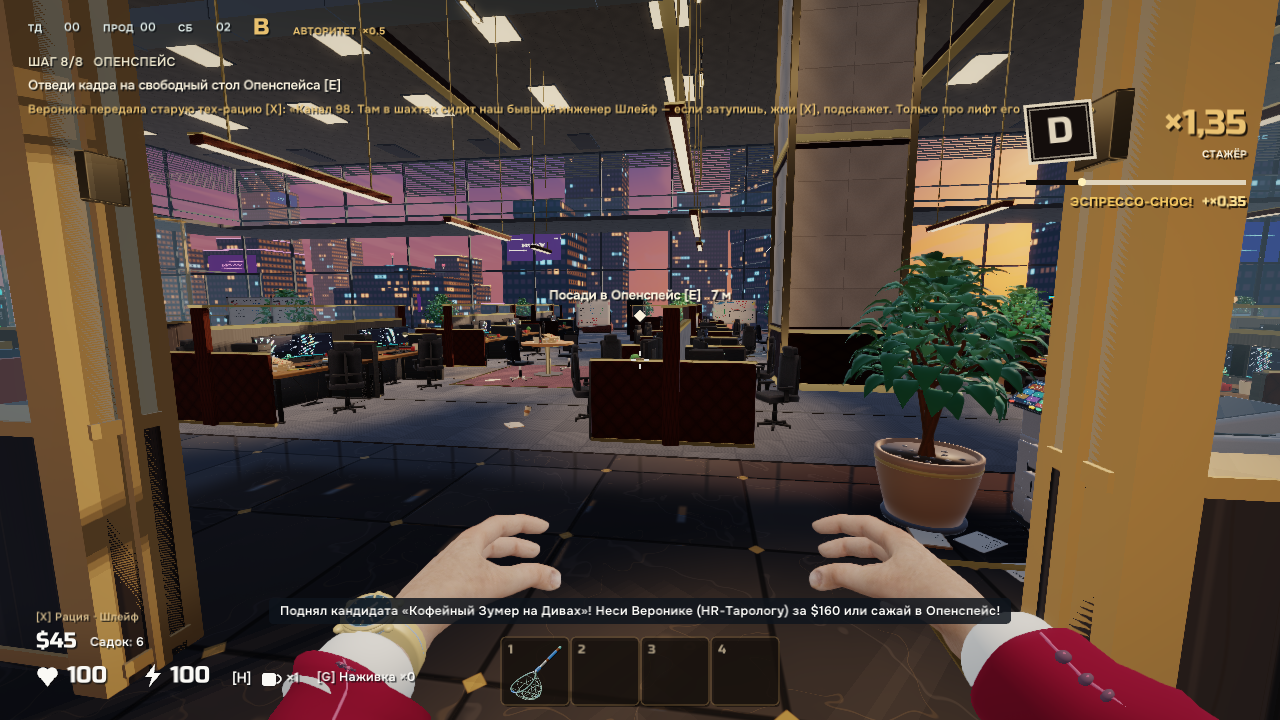 ТД 00 ПРОД 00 СБ 02 B АВТОРИТЕТ ×0.5
ШАГ 8/8 ОПЕНСПЕЙС
Отведи кадра на свободный стол Опенспейса [E]
Вероника передала старую тех-рацию [X]: «Канал 98. Там в шахтах сидит наш бывший инженер Шлейф — если затупишь, жми [X], подскажет. Только про лифт его
D
×1,35
СТАЖЁР
ЭСПРЕССО-СНОС! +×0,35
Посади в Опенспейс [E] 7 м
Поднял кандидата «Кофейный Зумер на Дивах»! Неси Веронике (HR-Тарологу) за $160 или сажай в Опенспейс!
[X] Рация · Шлейф
$45 Садок: 6
100 100 [H] ×1 [G] Наживка ×0
1 2 3 4